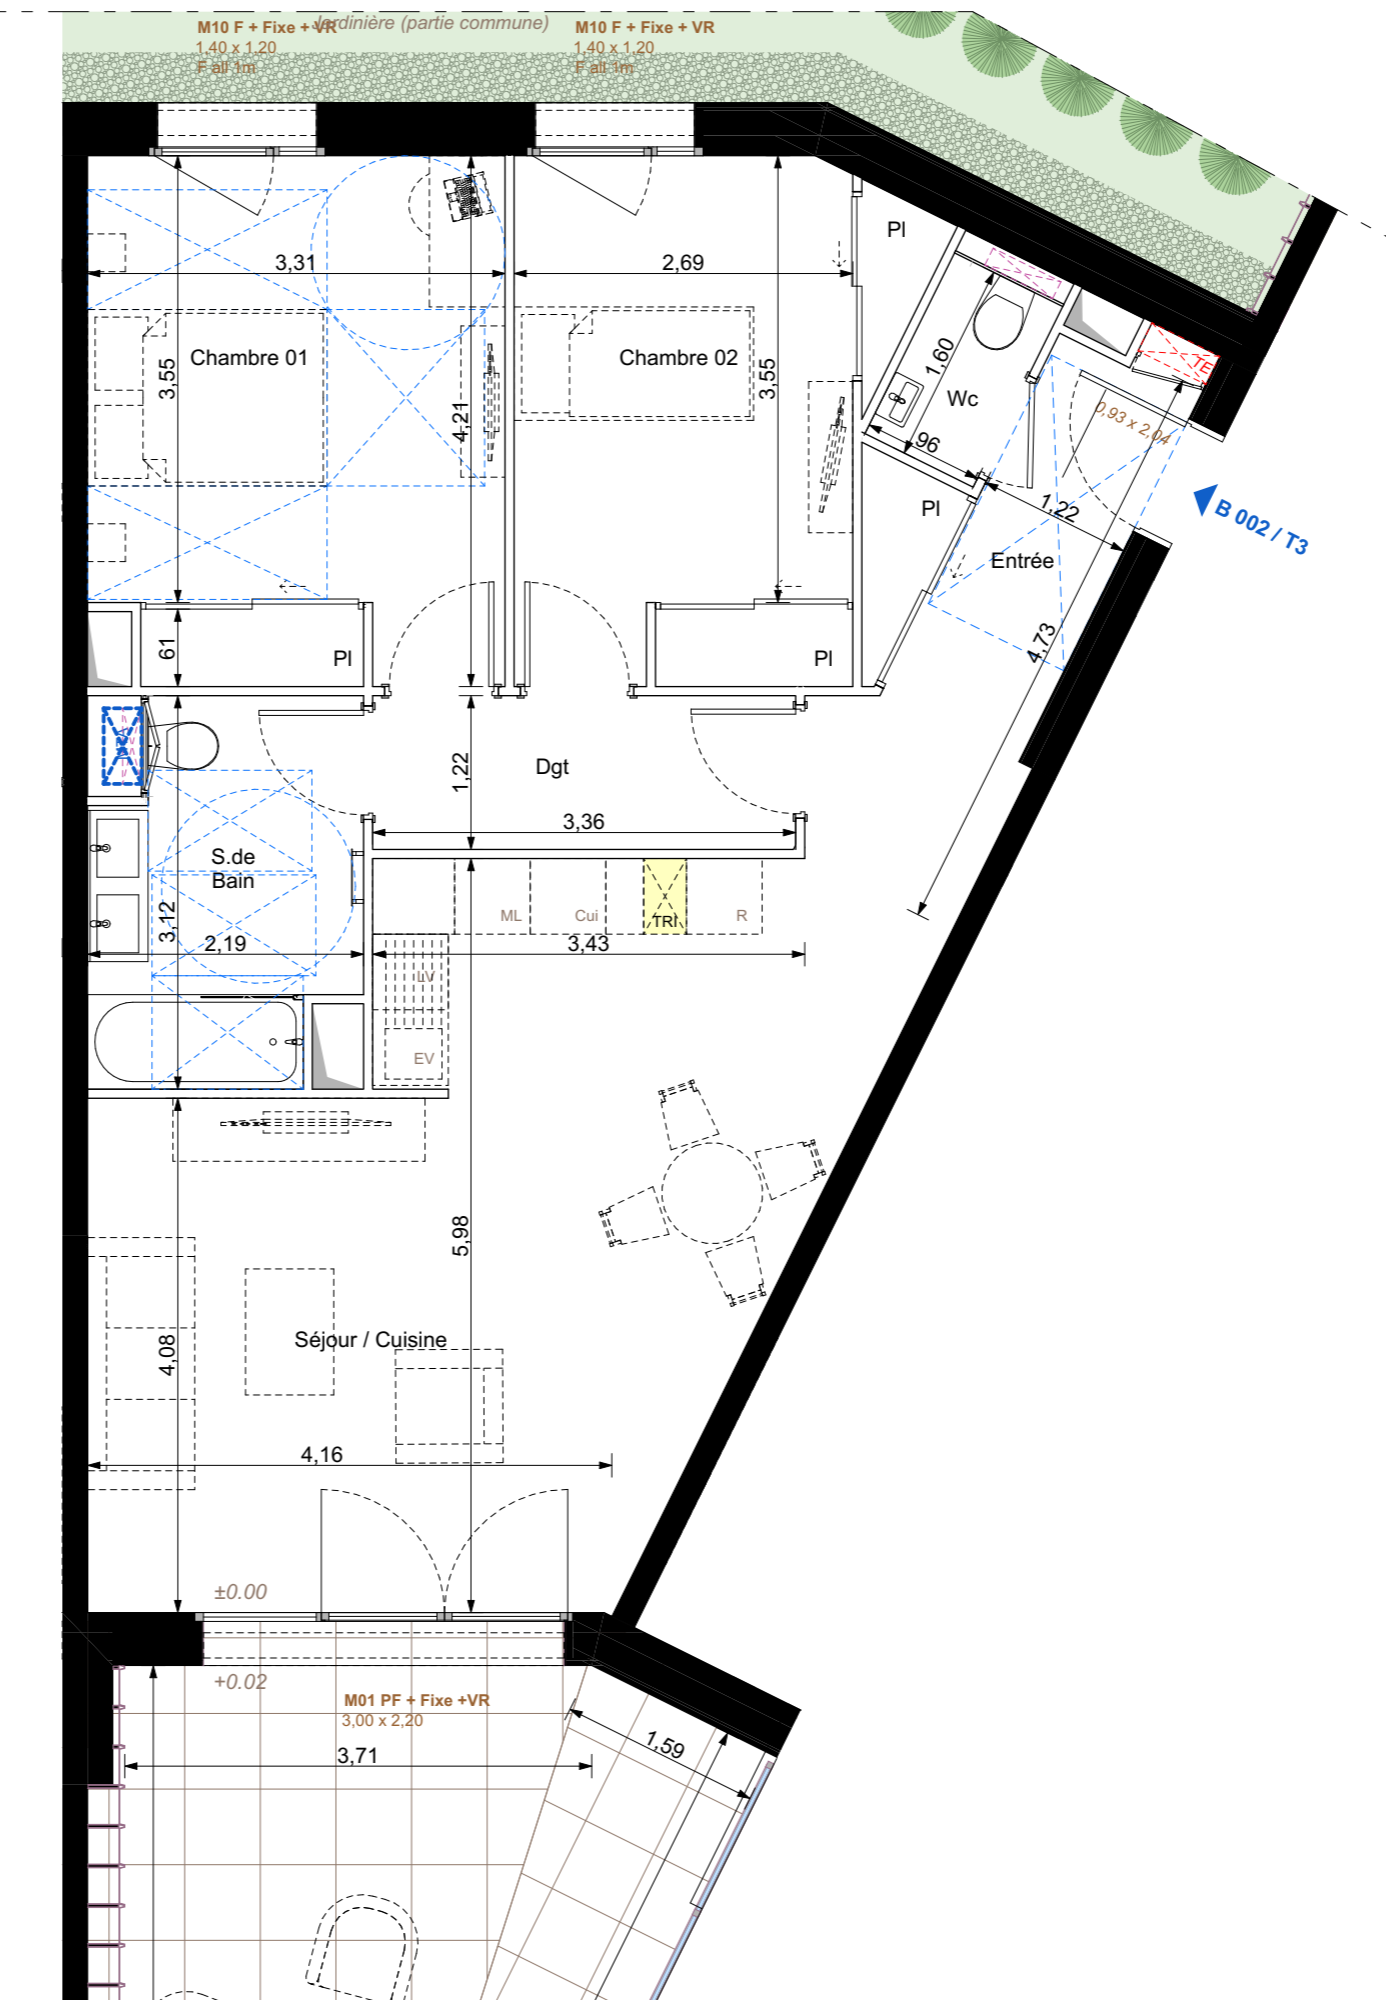 Jardinière (partie commune)
M10 F + Fixe + VR
1,40 x 1,20
F all 1m
M10 F + Fixe + VR
1,40 x 1,20
F all 1m
Pl
3,31
2,69
Chambre 01
Chambre 02
3,55
4,21
3,55
1,60
Wc
TE
0,93 x 2,04
,96
Pl
1,22
B 002 / T3
Entrée
61
Pl
Pl
4,73
1,22
Dgt
3,36
S.de
Bain
3,12
2,19
ML
Cui
TRI
R
3,43
LV
EV
5,98
4,08
Séjour / Cuisine
4,16
±0.00
+0.02
M01 PF + Fixe +VR
3,00 x 2,20
3,71
1,59